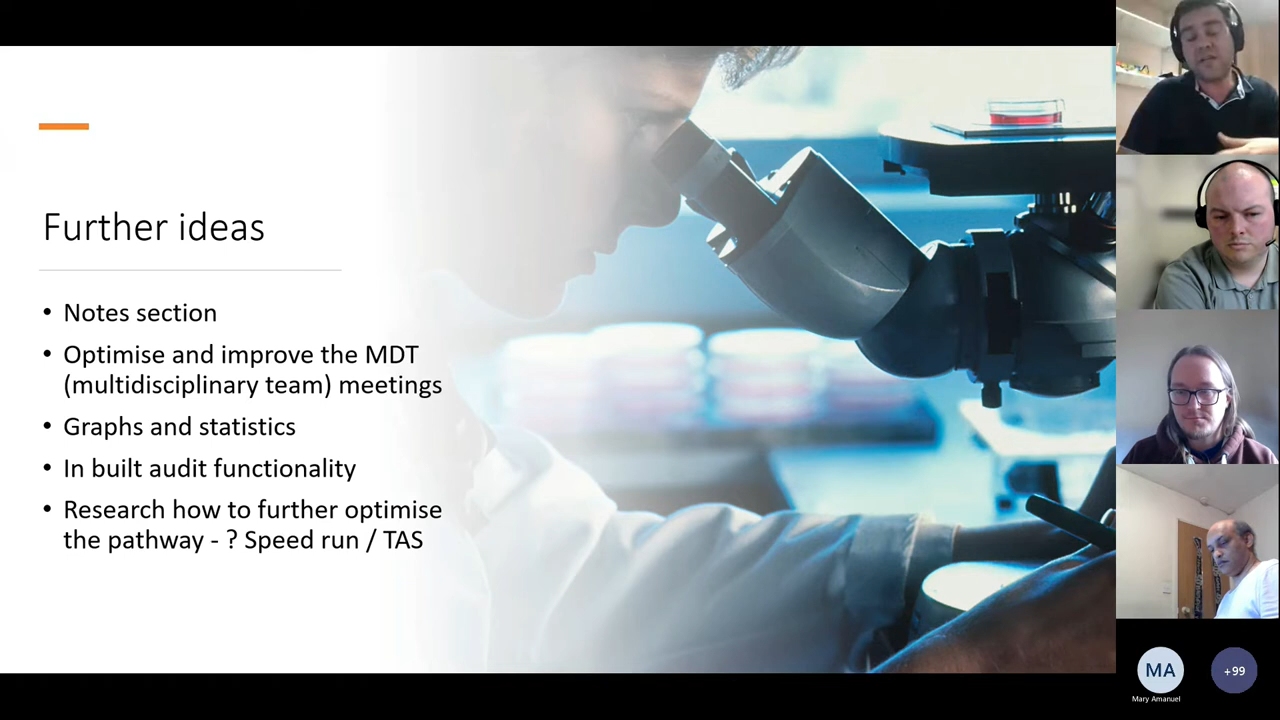 Further ideas
• Notes section
• Optimise and improve the MDT
(multidisciplinary team) meetings
• Graphs and statistics
• In built audit functionality
• Research how to further optimise
the pathway - ? Speed run / TAS
MA
Mary Amanuel
+99